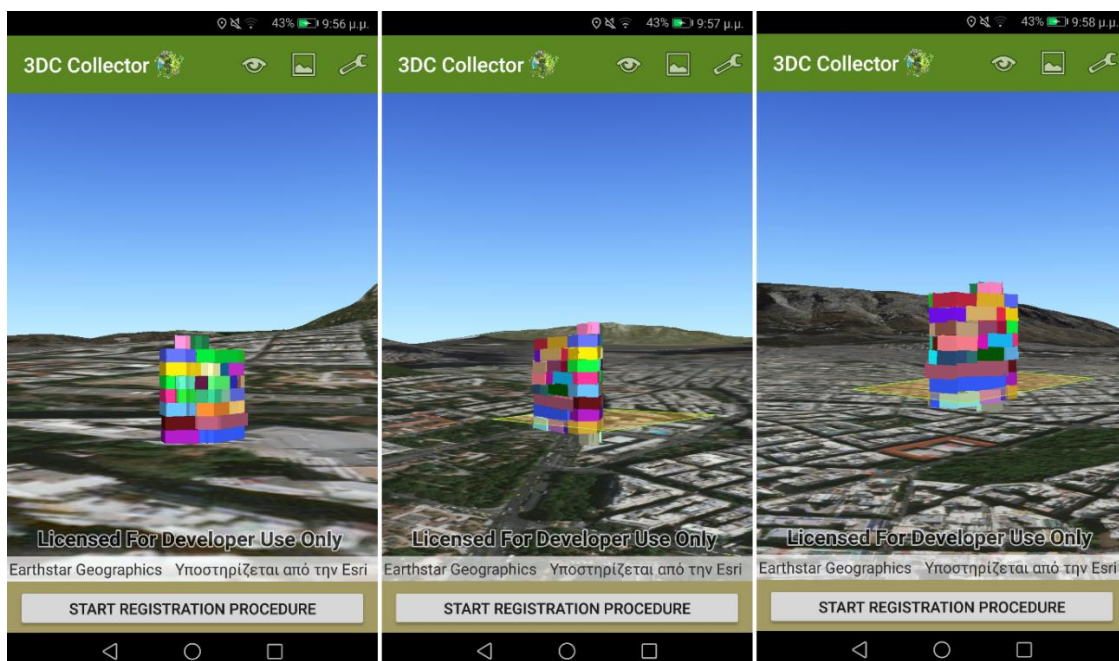 43% 9:56 μ.μ.
3DC Collector
Licensed For Developer Use Only
Earthstar Geographics Υποστηρίζεται από την Esri
START REGISTRATION PROCEDURE
43% 9:57 μ.μ.
3DC Collector
Licensed For Developer Use Only
Earthstar Geographics Υποστηρίζεται από την Esri
START REGISTRATION PROCEDURE
43% 9:58 μ.μ.
3DC Collector
Licensed For Developer Use Only
Earthstar Geographics Υποστηρίζεται από την Esri
START REGISTRATION PROCEDURE